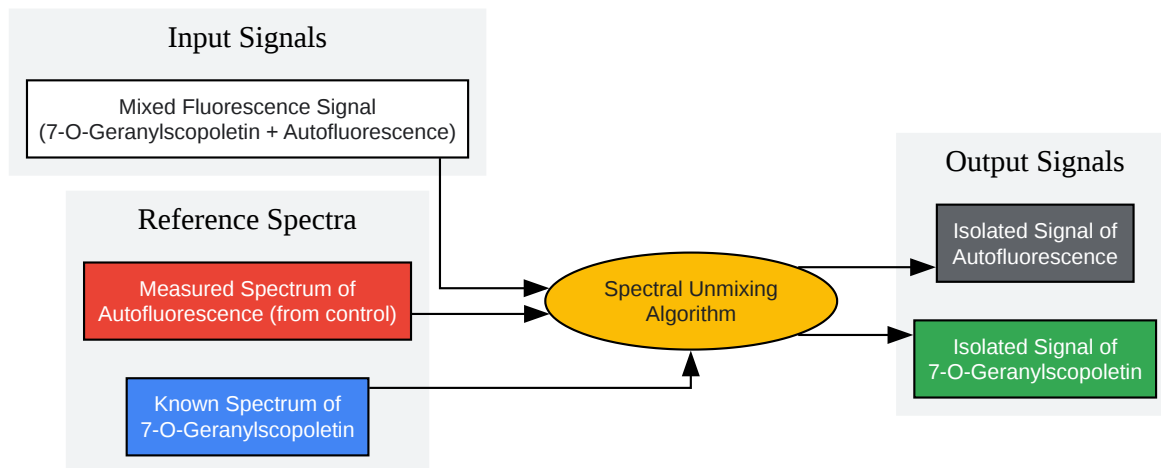 Input Signals
Mixed Fluorescence Signal
(7-O-Geranylscopoletin + Autofluorescence)
Reference Spectra
Measured Spectrum of
Autofluorescence (from control)
Known Spectrum of
7-O-Geranylscopoletin
Spectral Unmixing
Algorithm
Output Signals
Isolated Signal of
Autofluorescence
Isolated Signal of
7-O-Geranylscopoletin